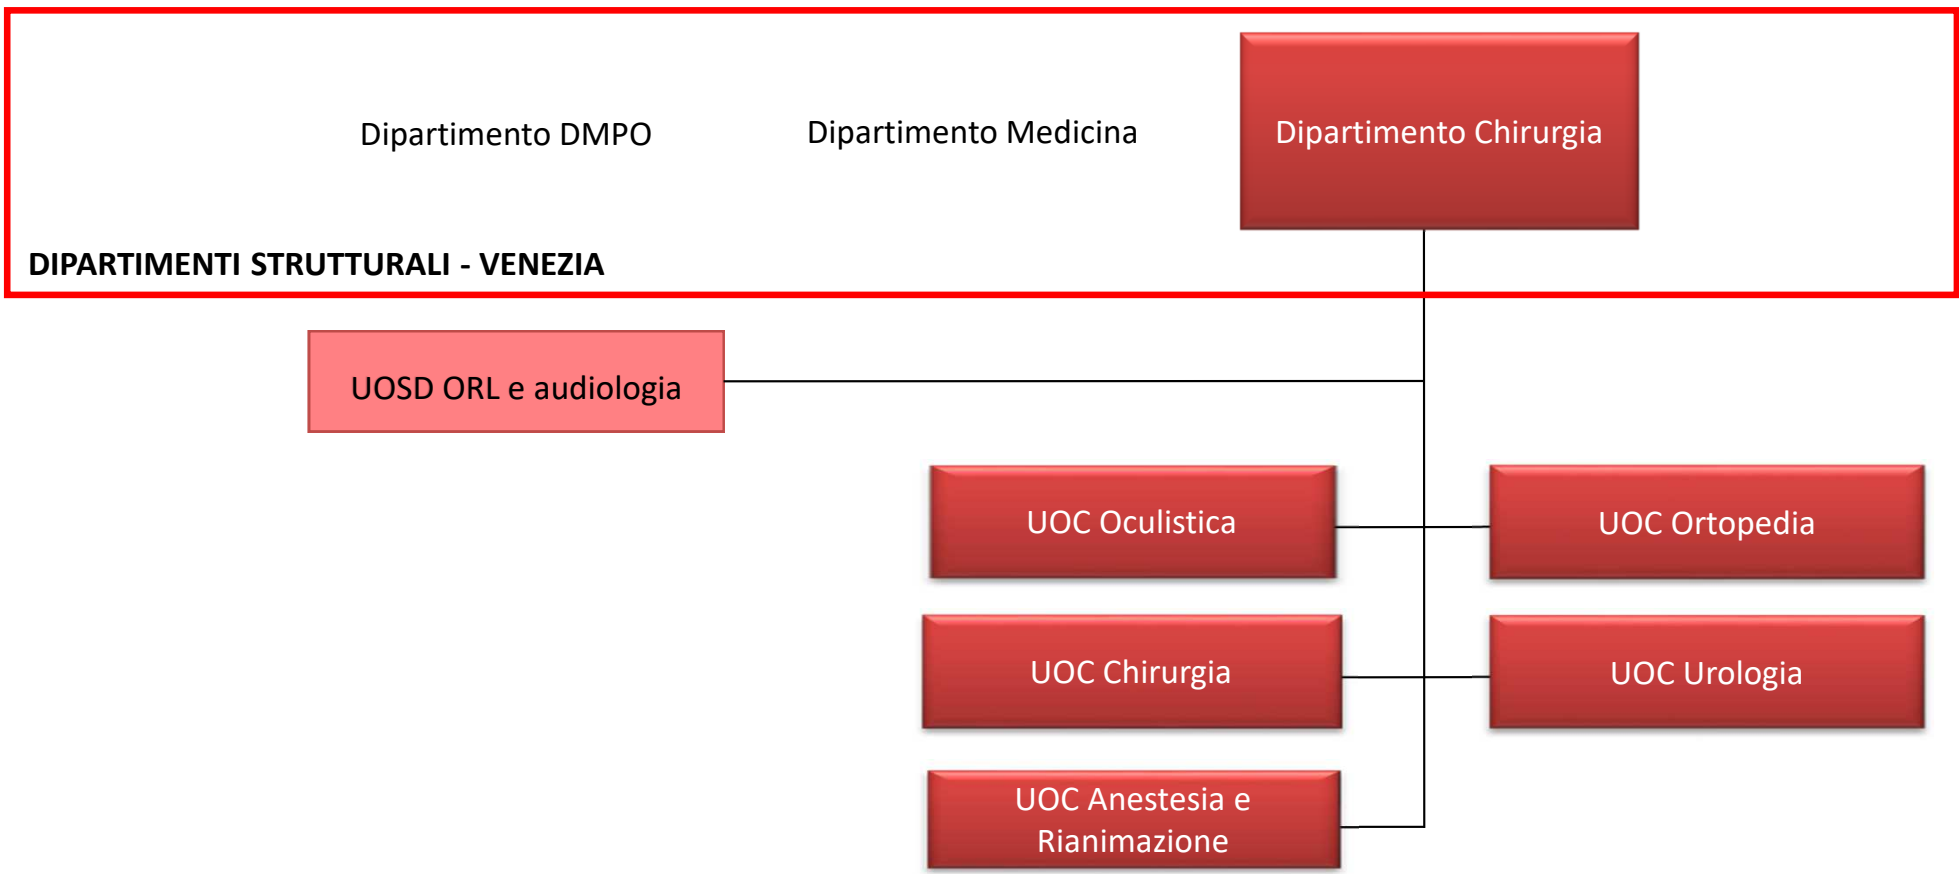 Dipartimento DMPO
Dipartimento Medicina
Dipartimento Chirurgia
DIPARTIMENTI STRUTTURALI - VENEZIA
UOSD ORL e audiologia
UOC Oculistica
UOC Ortopedia
UOC Chirurgia
UOC Urologia
UOC Anestesia e
Rianimazione